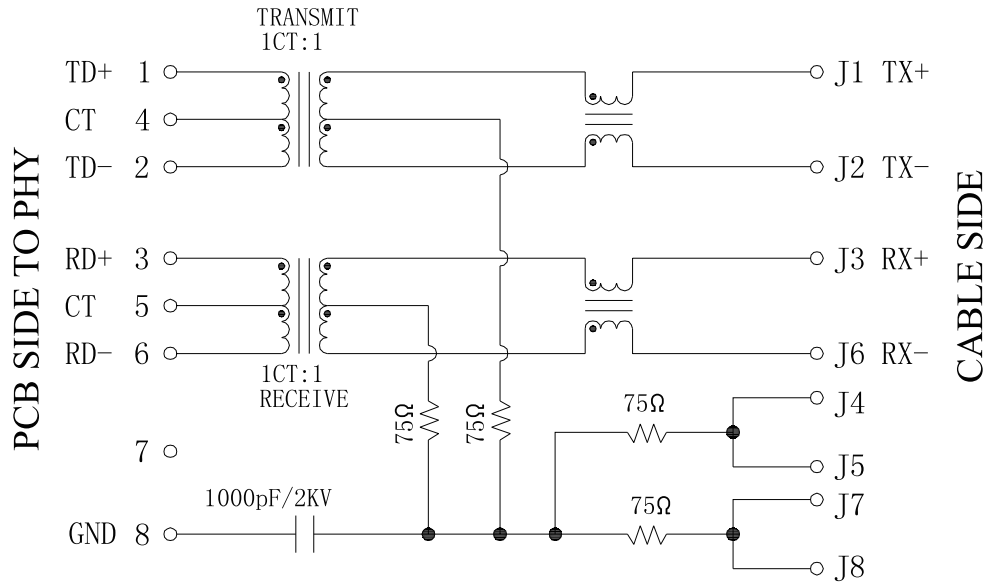 TRANSMIT
1CT:1
TD+ 1
J1 TX+
CT 4
TD- 2
J2 TX-
PCB SIDE TO PHY
CABLE SIDE
RD+ 3
J3 RX+
CT 5
RD- 6
J6 RX-
1CT:1
RECEIVE
75Ω
75Ω
75Ω
J4
7
J5
1000pF/2KV
75Ω
J7
GND 8
J8